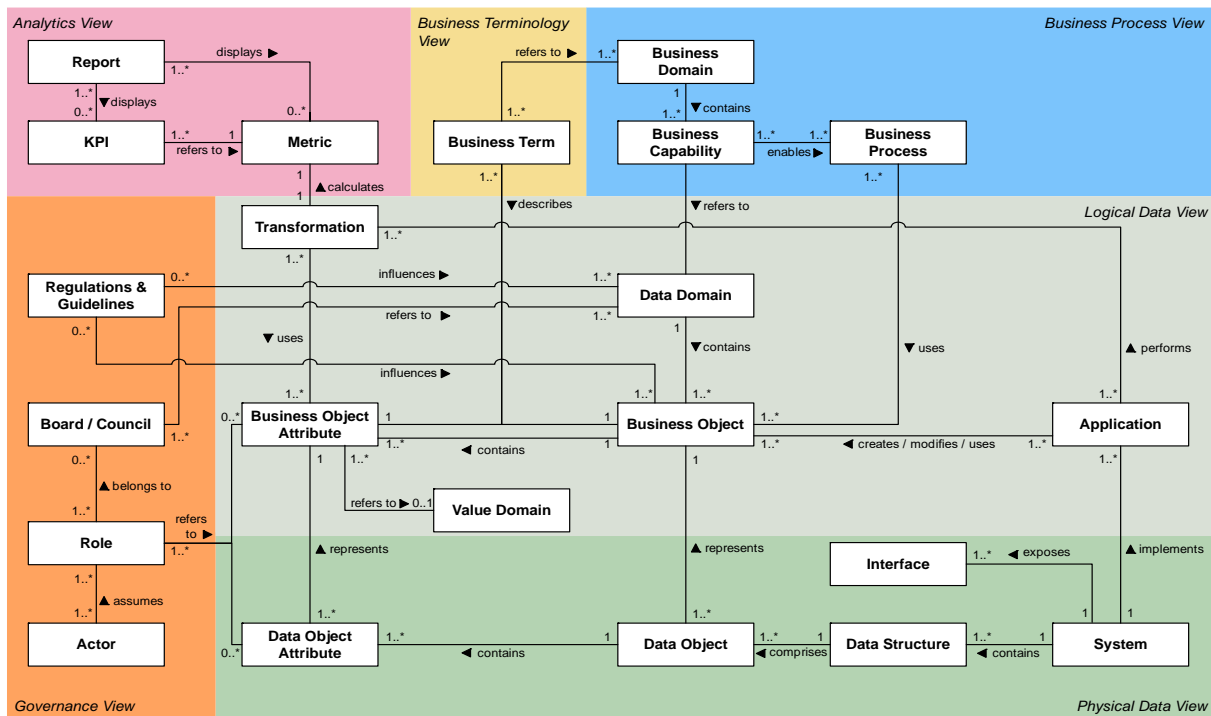 Analytics View
Business Terminology
View
Business Process View
Report
1..*
displays ▶
1..*
0..*
▼ displays
0..*
KPI
1..*
1
refers to ▶
Metric
refers to ▶
1..*
1..*
Business Term
1..*
Business
Domain
1
▼ contains
1..*
Business
Capability
1..*
1..*
enables ▶
Business
Process
1..*
1
▲ calculates
1
▼ describes
▼ refers to
Logical Data View
Transformation
1..*
1..*
0..*
influences ▶
1..*
Regulations &
Guidelines
Data Domain
refers to ▶
1..*
0..*
1
▼ uses
▼ contains
▼ uses
▲ performs
influences ▶
1..*
1..*
1..*
1..*
Board / Council
1..*
0..*
Business Object
Attribute
1
1
1..*
1
◀ contains
Business Object
1..*
1..*
◀ creates / modifies / uses
1..*
Application
0..*
1
1..*
1
1..*
▲ belongs to
refers to ▶
0..1
Value Domain
1..*
Role
refers
to ▶
1..*
▲ represents
▲ represents
Interface
1..*
◀ exposes
▲ implements
1..*
▲ assumes
1..*
1..*
1..*
1
1
Actor
0..*
Data Object
Attribute
1..*
1
◀ contains
Data Object
1..*
1
◀ comprises
Data Structure
1..*
1
◀ contains
System
Governance View
Physical Data View